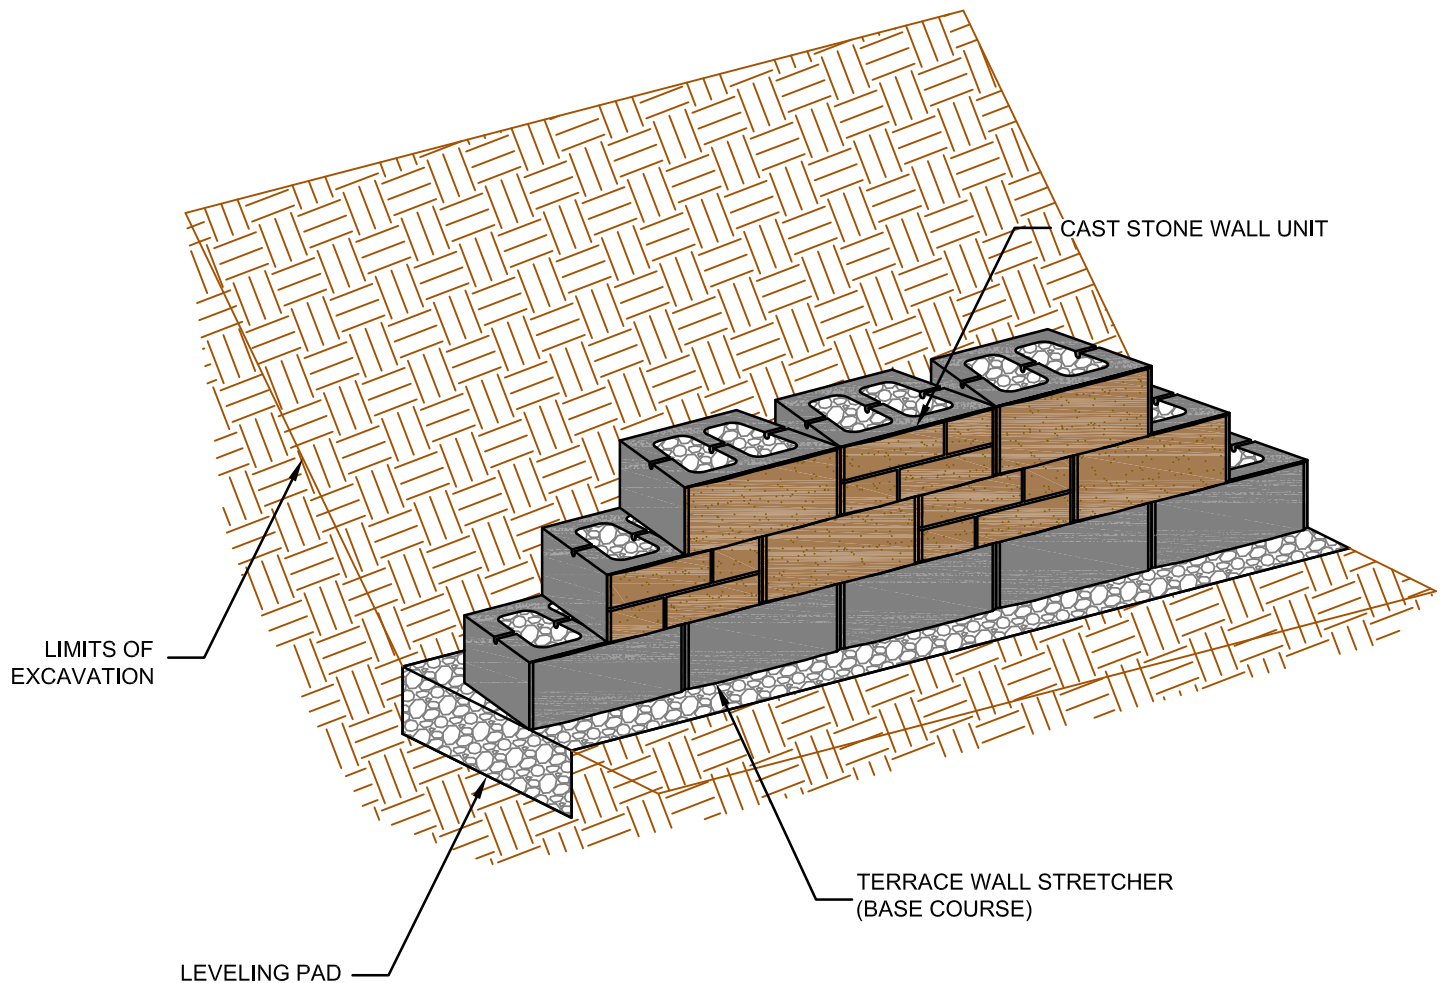 CAST STONE WALL UNIT
LIMITS OF
EXCAVATION
TERRACE WALL STRETCHER
(BASE COURSE)
LEVELING PAD